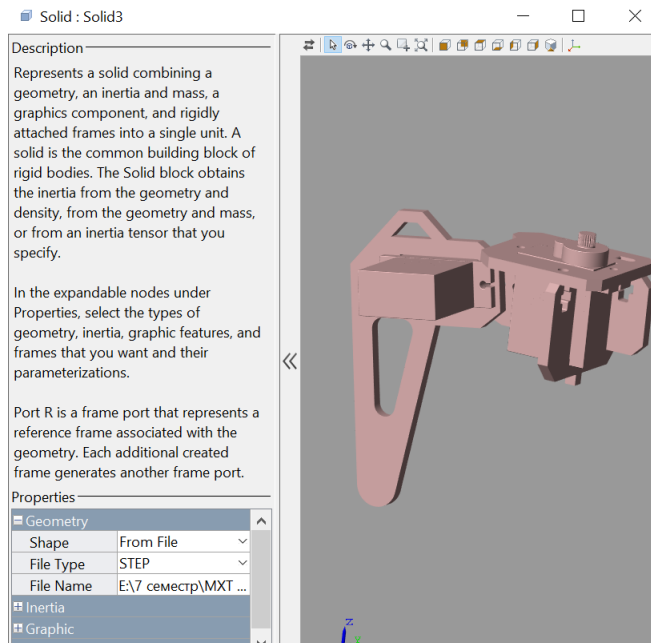 Solid : Solid3
Description
Represents a solid combining a
geometry, an inertia and mass, a
graphics component, and rigidly
attached frames into a single unit. A
solid is the common building block of
rigid bodies. The Solid block obtains
the inertia from the geometry and
density, from the geometry and mass,
or from an inertia tensor that you
specify.
In the expandable nodes under
Properties, select the types of
geometry, inertia, graphic features, and
frames that you want and their
parameterizations.
Port R is a frame port that represents a
reference frame associated with the
geometry. Each additional created
frame generates another frame port.
Properties
Geometry
Shape From File
File Type STEP
File Name E:\7 семестр\МХТ ...
Inertia
Graphic
z